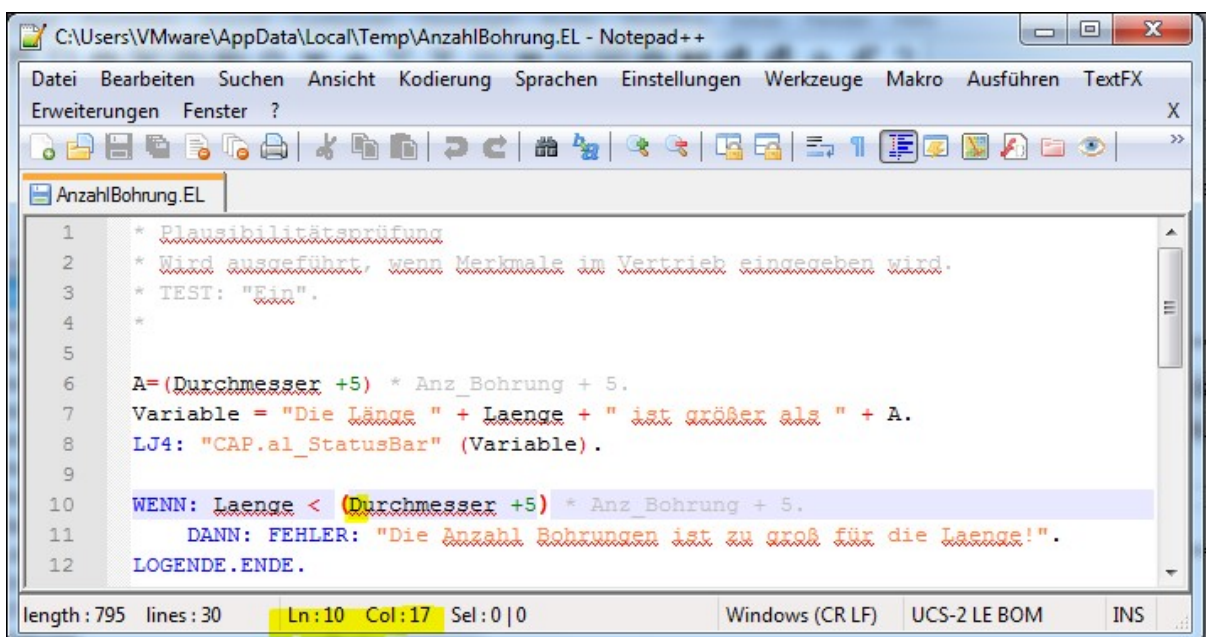 C:\Users\VMware\AppData\Local\Temp\AnzahlBohrung.EL - Notepad++
Datei Bearbeiten Suchen Ansicht Kodierung Sprachen Einstellungen Werkzeuge Makro Ausführen TextFX
Erweiterungen Fenster ? X
AnzahlBohrung.EL
1 * Plausibilitätsprüfung
2 * Wird ausgeführt, wenn Merkmale im Vertrieb eingegeben wird.
3 * TEST: "Ein".
4 *
5
6 A=(Durchmesser +5) * Anz_Bohrung + 5.
7 Variable = "Die Länge " + Laenge + " ist größer als " + A.
8 LJ4: "CAP.al_StatusBar" (Variable).
9
10 WENN: Laenge < (Durchmesser +5) * Anz_Bohrung + 5.
11 DANN: FEHLER: "Die Anzahl Bohrungen ist zu groß für die Laenge!".
12 LOGENDE.ENDE.
length : 795 lines : 30 Ln : 10 Col : 17 Sel : 0 | 0 Windows (CR LF) UCS-2 LE BOM INS